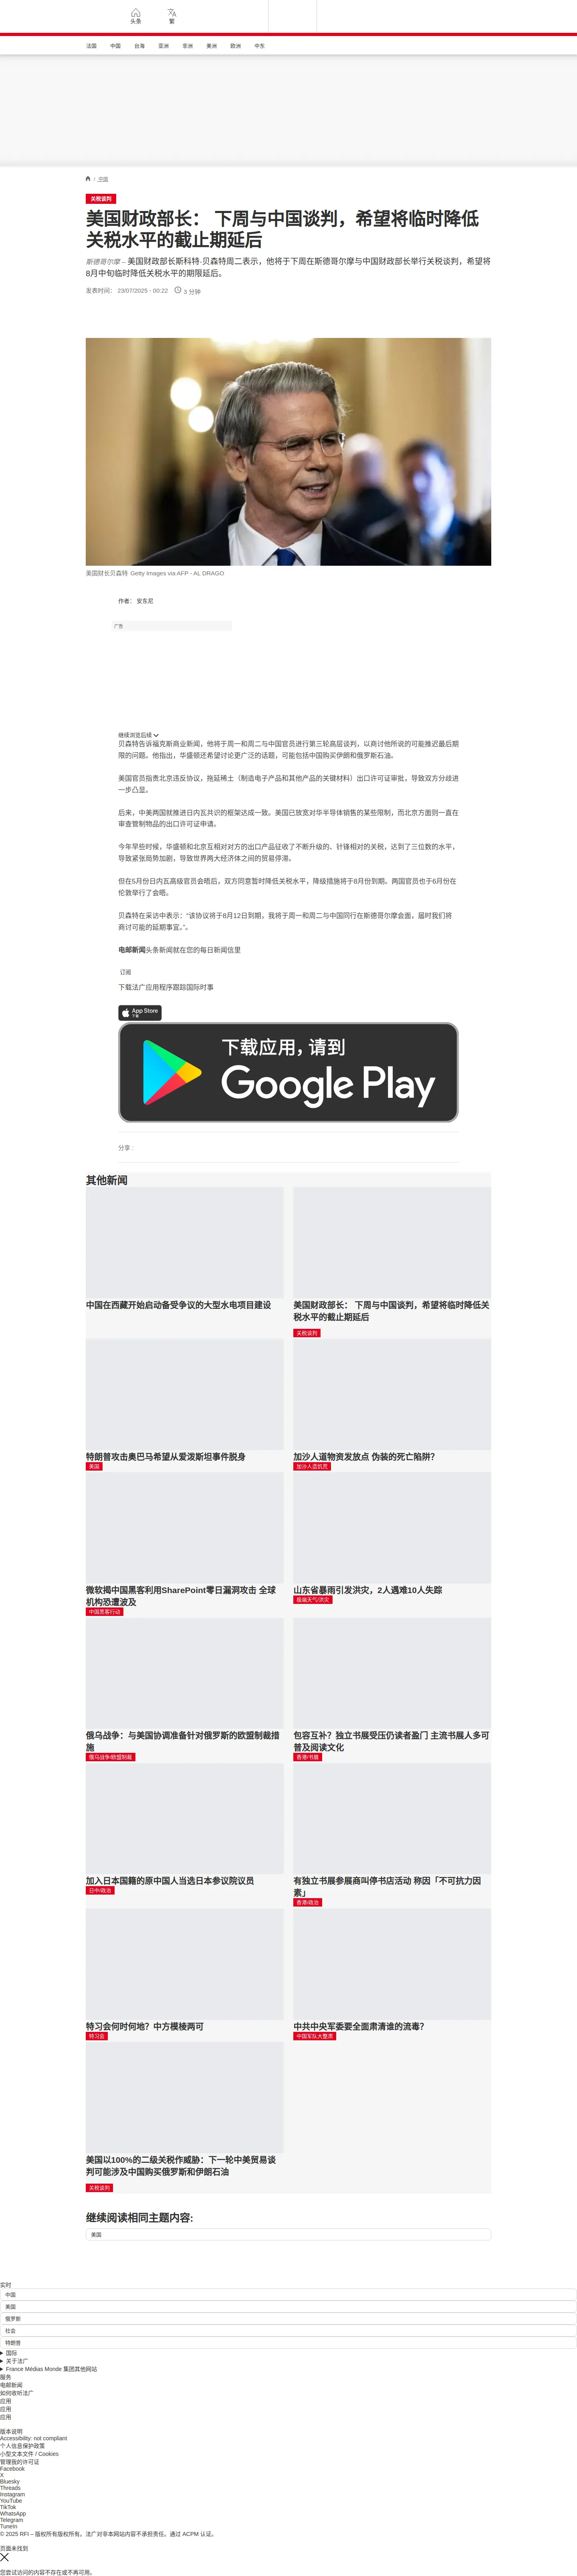 头条
繁
法国
中国
台海
亚洲
非洲
美洲
欧洲
中东
/ 中国
关税谈判
美国财政部长： 下周与中国谈判，希望将临时降低
关税水平的截止期延后
斯德哥尔摩 – 美国财政部长斯科特·贝森特周二表示，他将于下周在斯德哥尔摩与中国财政部长举行关税谈判，希望将
8月中旬临时降低关税水平的期限延后。
发表时间： 23/07/2025 - 00:22
3 分钟
美国财长贝森特 Getty Images via AFP - AL DRAGO
作者： 安东尼
广告
继续浏览后续
贝森特告诉福克斯商业新闻，他将于周一和周二与中国官员进行第三轮高层谈判，以商讨他所说的可能推迟最后期
限的问题。他指出，华盛顿还希望讨论更广泛的话题，可能包括中国购买伊朗和俄罗斯石油。
美国官员指责北京违反协议，拖延稀土（制造电子产品和其他产品的关键材料）出口许可证审批，导致双方分歧进
一步凸显。
后来，中美两国就推进日内瓦共识的框架达成一致。美国已放宽对华半导体销售的某些限制，而北京方面则一直在
审查管制物品的出口许可证申请。
今年早些时候，华盛顿和北京互相对对方的出口产品征收了不断升级的、针锋相对的关税，达到了三位数的水平，
导致紧张局势加剧，导致世界两大经济体之间的贸易停滞。
但在5月份日内瓦高级官员会晤后，双方同意暂时降低关税水平，降级措施将于8月份到期。两国官员也于6月份在
伦敦举行了会晤。
贝森特在采访中表示：“该协议将于8月12日到期，我将于周一和周二与中国同行在斯德哥尔摩会面，届时我们将
商讨可能的延期事宜。”。
电邮新闻头条新闻就在您的每日新闻信里
订阅
下载法广应用程序跟踪国际时事
App Store
下载
下载应用，请到
Google Play
分享 :
其他新闻
中国在西藏开始启动备受争议的大型水电项目建设
美国财政部长： 下周与中国谈判，希望将临时降低关
税水平的截止期延后
关税谈判
特朗普攻击奥巴马希望从爱泼斯坦事件脱身
美国
加沙人道物资发放点 伪装的死亡陷阱？
加沙人道饥荒
微软揭中国黑客利用SharePoint零日漏洞攻击 全球
机构恐遭波及
中国黑客行动
山东省暴雨引发洪灾，2人遇难10人失踪
极端天气/洪灾
俄乌战争：与美国协调准备针对俄罗斯的欧盟制裁措
施
俄乌战争/欧盟制裁
包容互补？独立书展受压仍读者盈门 主流书展人多可
普及阅读文化
香港/书展
加入日本国籍的原中国人当选日本参议院议员
日中/政治
有独立书展参展商叫停书店活动 称因「不可抗力因
素」
香港/政治
特习会何时何地？中方模棱两可
特习会
中共中央军委要全面肃清谁的流毒？
中国军队大整肃
美国以100%的二级关税作威胁：下一轮中美贸易谈
判可能涉及中国购买俄罗斯和伊朗石油
关税谈判
继续阅读相同主题内容:
美国
实时
中国
美国
俄罗斯
社会
特朗普
国际
关于法广
France Médias Monde 集团其他网站
服务
电邮新闻
如何收听法广
应用
应用
应用
版本说明
Accessibility: not compliant
个人信息保护政策
小型文本文件 / Cookies
管理我的许可证
Facebook
X
Bluesky
Threads
Instagram
YouTube
TikTok
WhatsApp
Telegram
TuneIn
© 2025 RFI – 版权所有版权所有。法广对非本网站内容不承担责任。通过 ACPM 认证。
页面未找到
您尝试访问的内容不存在或不再可用。